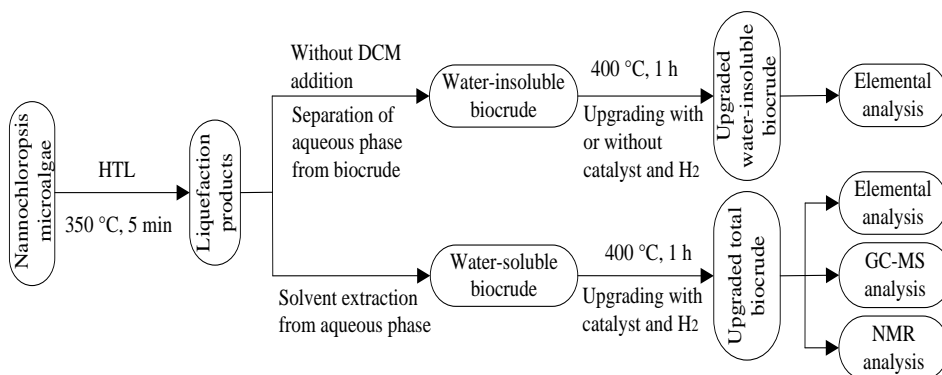 Nannochloropsis
microalgae
HTL
350 °C, 5 min
Liquefaction
products
Without DCM
addition
Separation of
aqueous phase
from biocrude
Water-insoluble
biocrude
400 °C, 1 h
Upgrading with
or without
catalyst and H2
Upgraded
water-insoluble
biocrude
Elemental
analysis
Solvent extraction
from aqueous phase
Water-soluble
biocrude
400 °C, 1 h
Upgrading with
catalyst and H2
Upgraded total
biocrude
Elemental
analysis
GC-MS
analysis
NMR
analysis